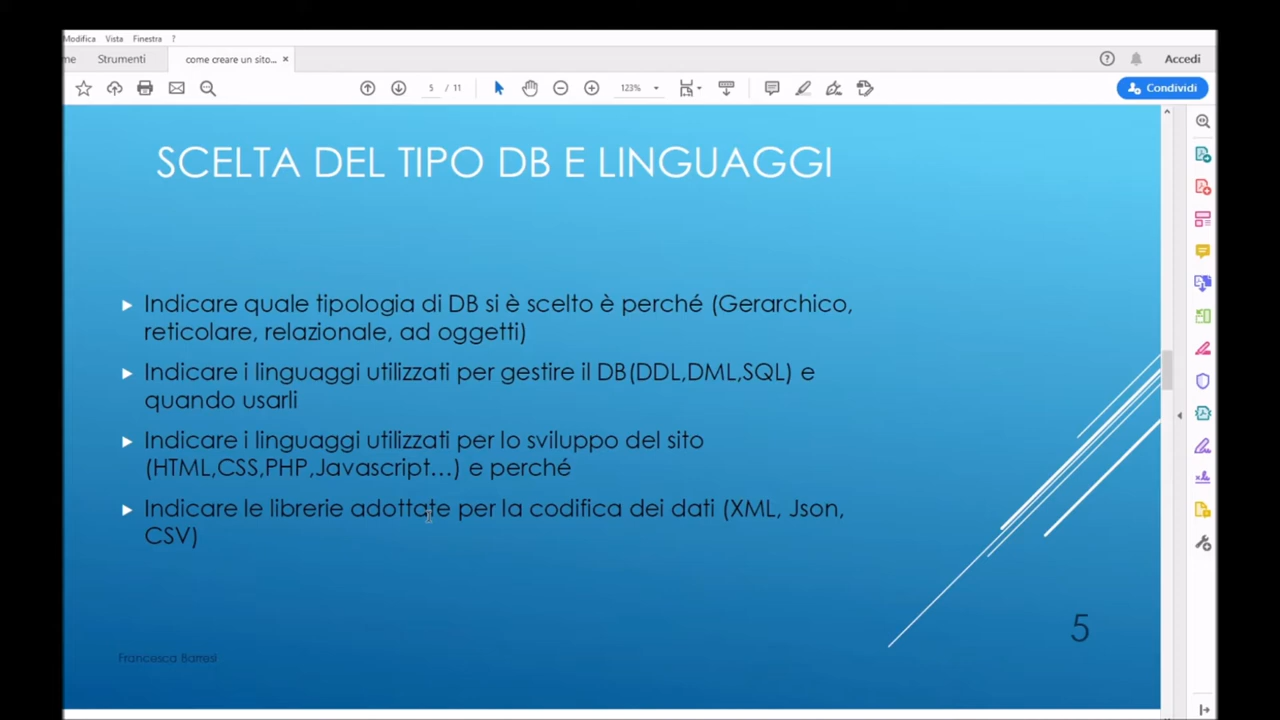 Modifica Vista Finestra ?
me Strumenti come creare un sito... × Accedi
5 / 11 123% Condividi
SCELTA DEL TIPO DB E LINGUAGGI
Indicare quale tipologia di DB si è scelto è perché (Gerarchico,
reticolare, relazionale, ad oggetti)
Indicare i linguaggi utilizzati per gestire il DB(DDL,DML,SQL) e
quando usarli
Indicare i linguaggi utilizzati per lo sviluppo del sito
(HTML,CSS,PHP,Javascript...) e perché
Indicare le librerie adottate per la codifica dei dati (XML, Json,
CSV)
5
Francesca Barresi